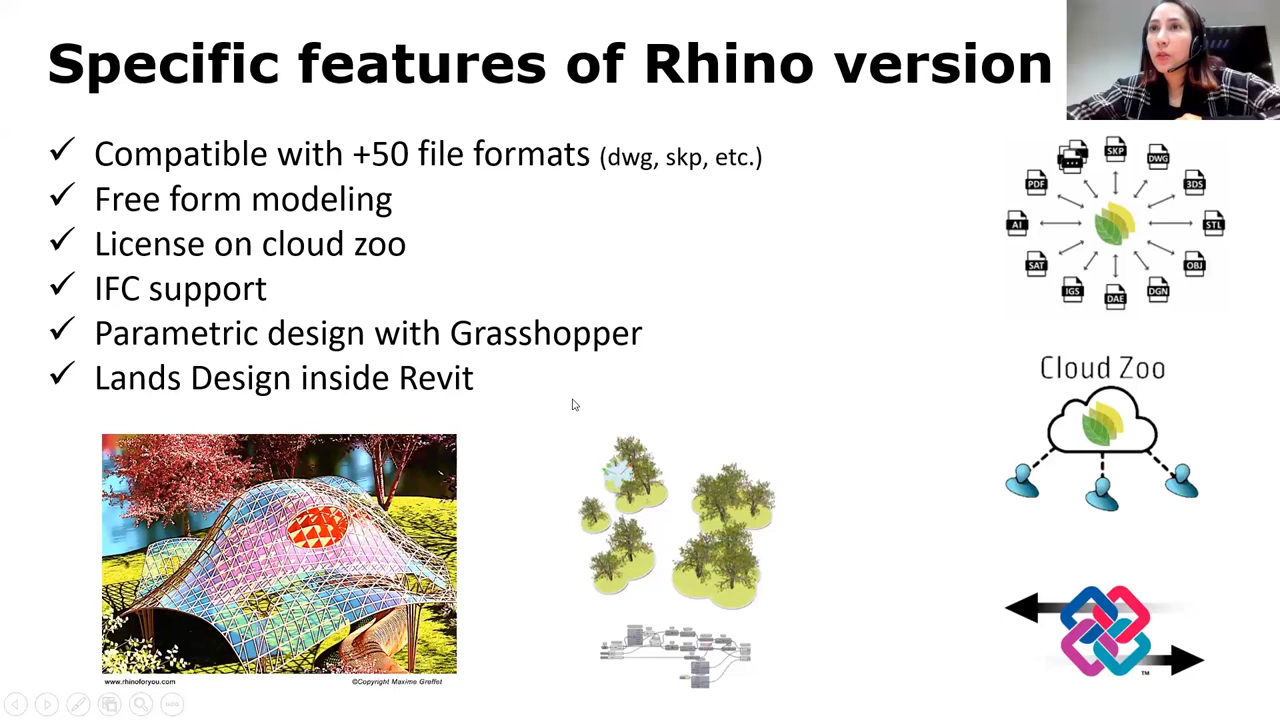 Specific features of Rhino version
Compatible with +50 file formats (dwg, skp, etc.)
Free form modeling
License on cloud zoo
IFC support
Parametric design with Grasshopper
Lands Design inside Revit
SKP
DWG
PDF
3DS
AI
STL
SAT
OBJ
IGS
DAE
DGN
Cloud Zoo
www.rhinoforyou.com
©Copyright Maxime Greffet
TM